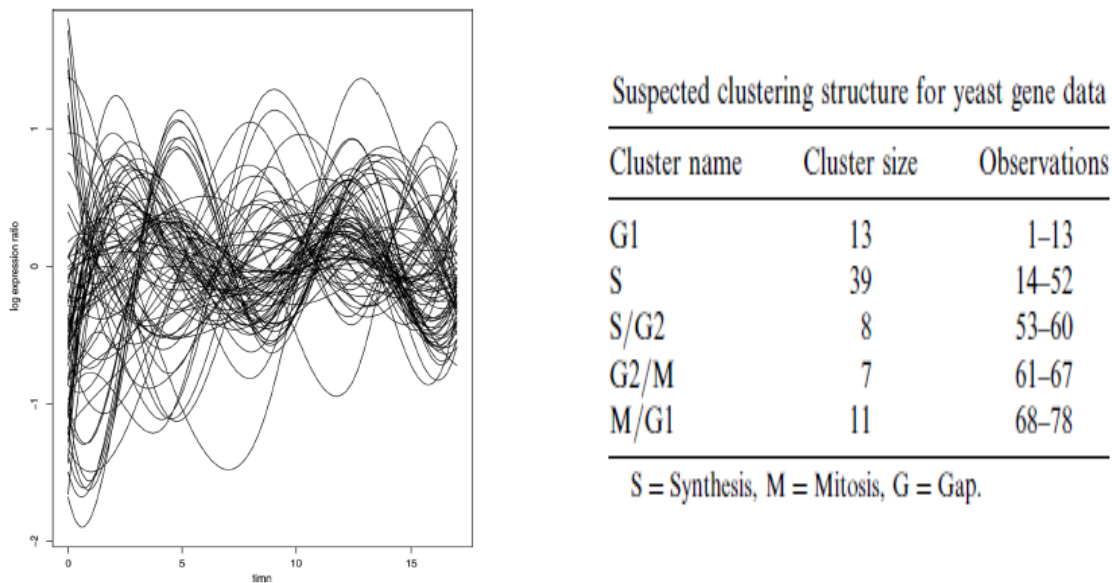 log expression ratio
1
0
-1
-2
0 5 10 15
timn
Suspected clustering structure for yeast gene data
Cluster name Cluster size Observations
G1 13 1–13
S 39 14–52
S/G2 8 53–60
G2/M 7 61–67
M/G1 11 68–78
S = Synthesis, M = Mitosis, G = Gap.